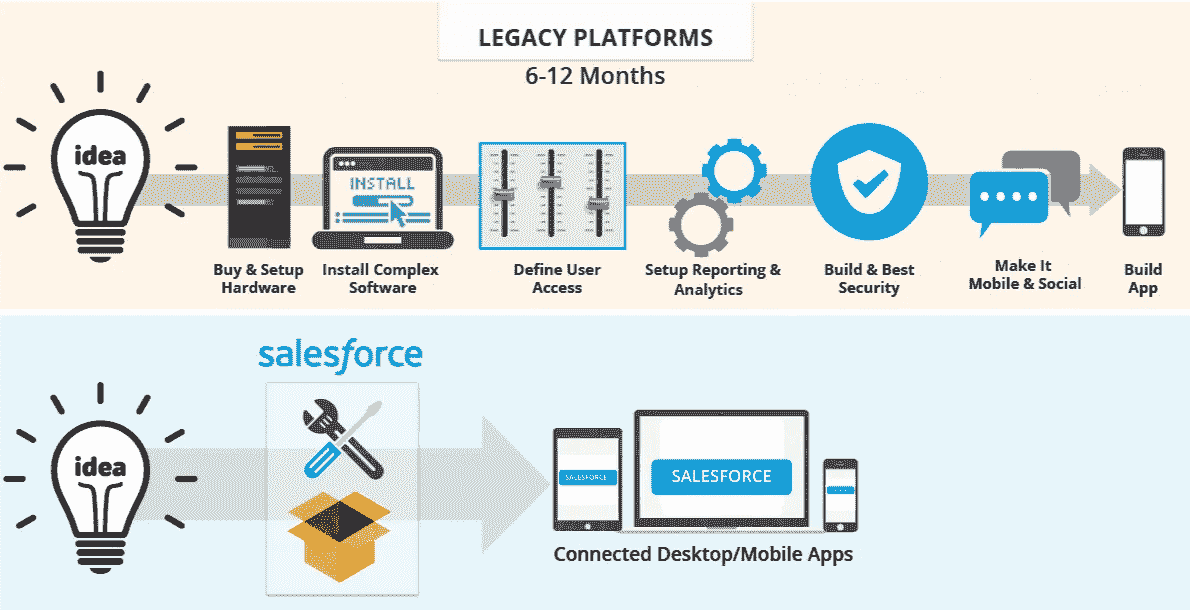 LEGACY PLATFORMS
6-12 Months
idea
INSTALL
Buy & Setup
Hardware
Install Complex
Software
Define User
Access
Setup Reporting &
Analytics
Build & Best
Security
Make It
Mobile & Social
Build
App
salesforce
idea
SALESFORCE
SALESFORCE
Connected Desktop/Mobile Apps